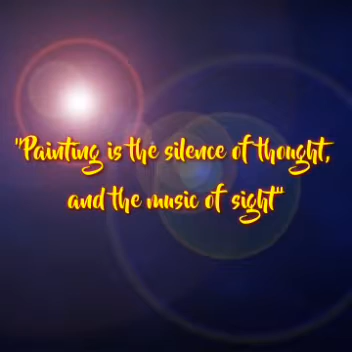 "Painting is the silence of thought,
and the music of sight"